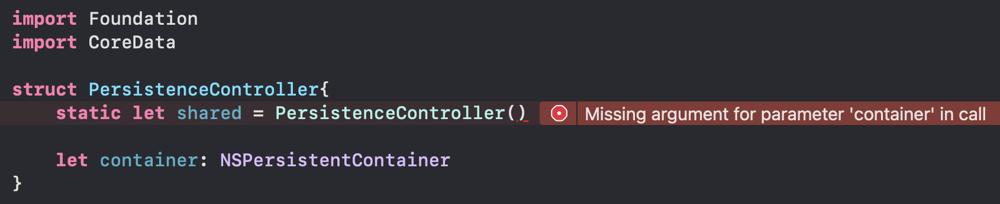 import Foundation
import CoreData
struct PersistenceController{
static let shared = PersistenceController() Missing argument for parameter 'container' in call
let container: NSPersistentContainer
}